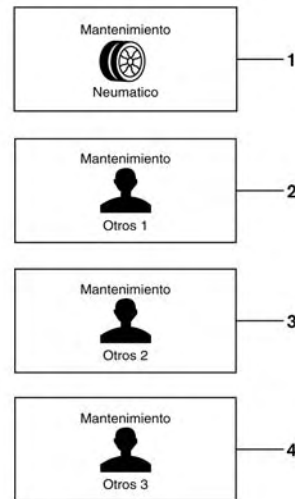 Mantenimiento
Neumatico
1
Mantenimiento
Otros 1
2
Mantenimiento
Otros 2
3
Mantenimiento
Otros 3
4